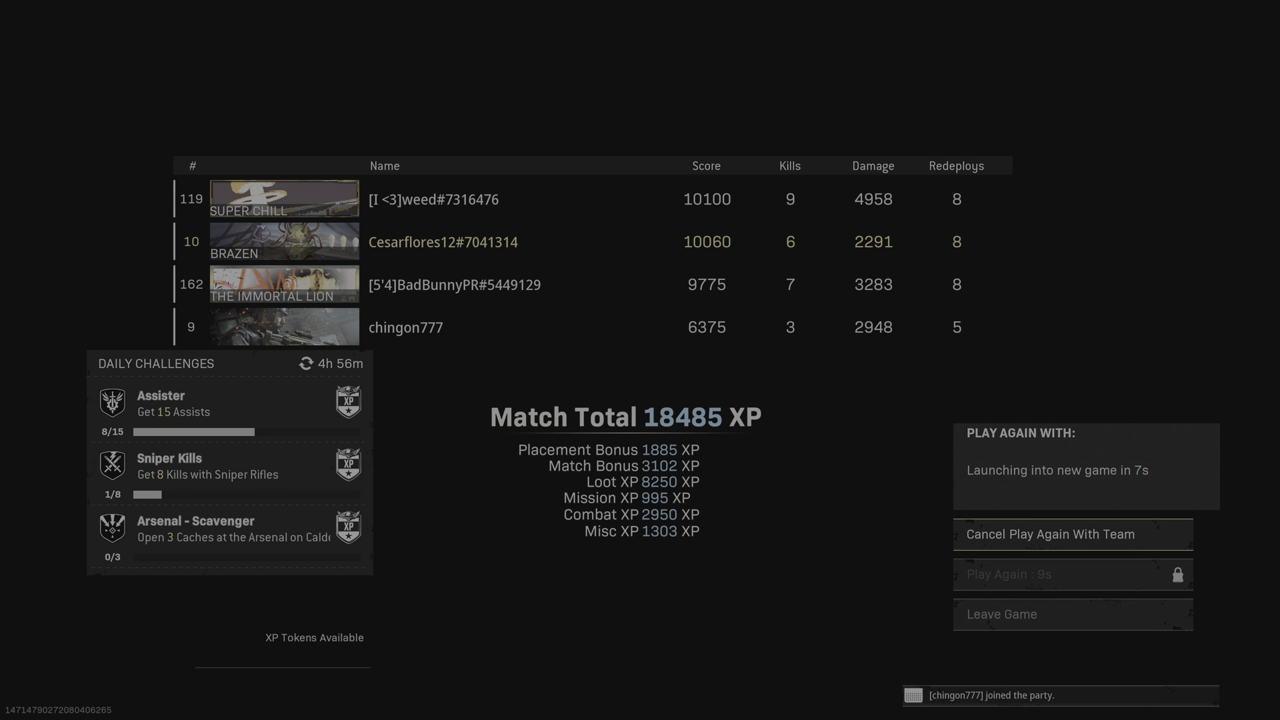 # Name Score Kills Damage Redeploys
119 SUPER CHILL [I <3]weed#7316476 10100 9 4958 8
10 BRAZEN Cesarflores12#7041314 10060 6 2291 8
162 THE IMMORTAL LION [5'4]BadBunnyPR#5449129 9775 7 3283 8
9 chingon777 6375 3 2948 5
DAILY CHALLENGES 4h 56m
Assister
Get 15 Assists
XP
8/15
Sniper Kills
Get 8 Kills with Sniper Rifles
XP
1/8
Arsenal - Scavenger
Open 3 Caches at the Arsenal on Calde
XP
0/3
XP Tokens Available
Match Total 18485 XP
Placement Bonus 1885 XP
Match Bonus 3102 XP
Loot XP 8250 XP
Mission XP 995 XP
Combat XP 2950 XP
Misc XP 1303 XP
PLAY AGAIN WITH:
Launching into new game in 7s
Cancel Play Again With Team
Play Again : 9s
Leave Game
[chingon777] joined the party.
14714790272080406265